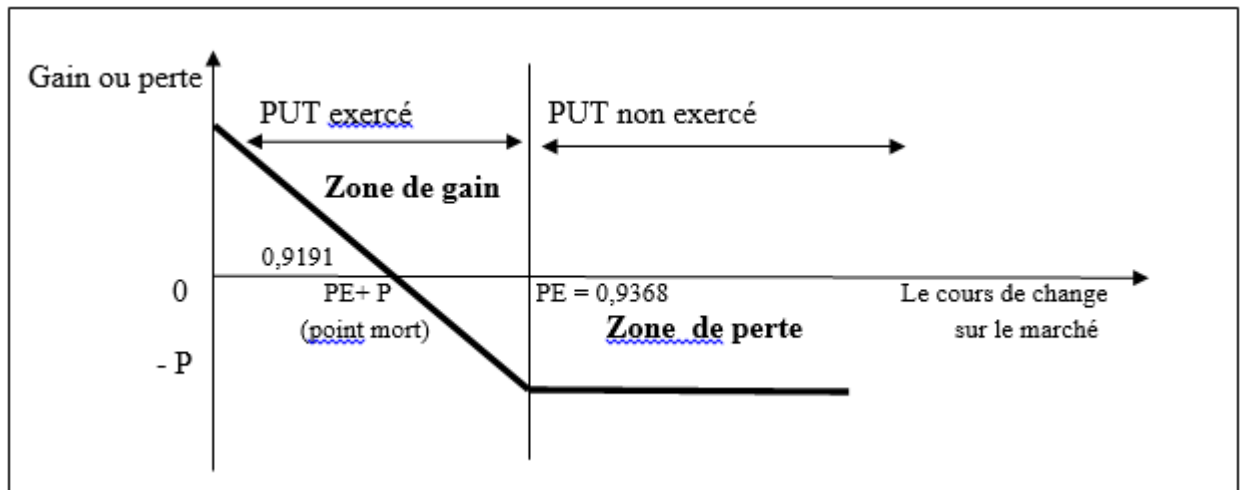 Gain ou perte
PUT exercé
PUT non exercé
Zone de gain
0,9191
0
PE+ P
PE = 0,9368
Le cours de change
(point mort)
Zone de perte
sur le marché
- P